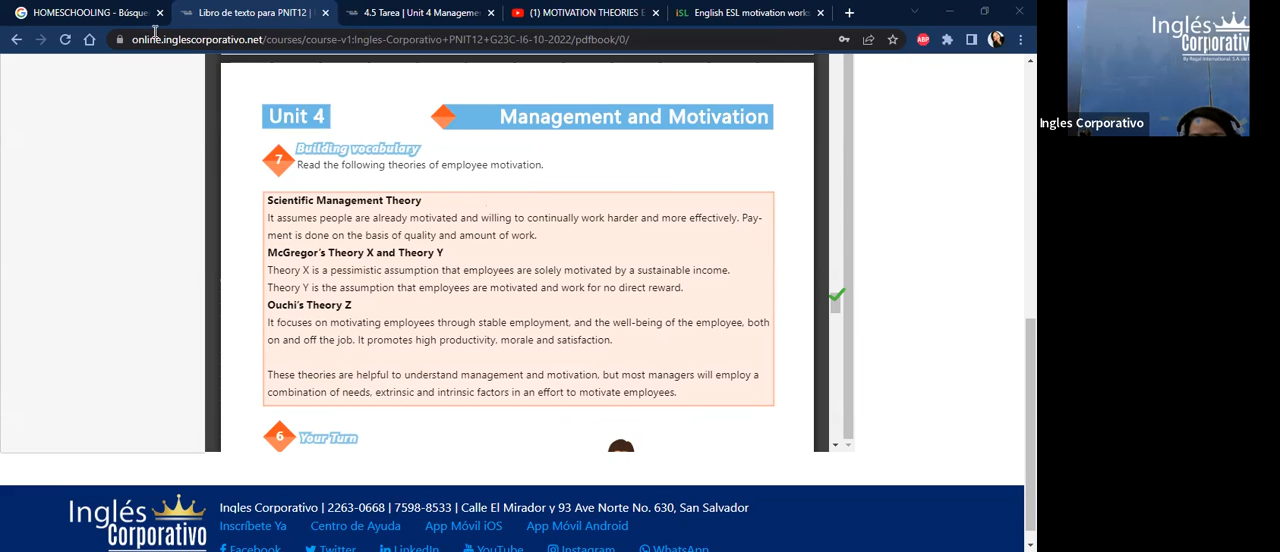 HOMESCHOOLING - Búsque
Libro de texto para PNIT12 |
4.5 Tarea | Unit 4 Manageme
(1) MOTIVATION THEORIES E
iSL English ESL motivation works
online.inglescorporativo.net/courses/course-v1:Ingles-Corporativo+PNIT12+G23C-I6-10-2022/pdfbook/0/
ABP
Inglés
Corporativo
Ingles Corporativo
Unit 4
Management and Motivation
7
Building vocabulary
Read the following theories of employee motivation.
Scientific Management Theory
It assumes people are already motivated and willing to continually work harder and more effectively. Pay-
ment is done on the basis of quality and amount of work.
McGregor's Theory X and Theory Y
Theory X is a pessimistic assumption that employees are solely motivated by a sustainable income.
Theory Y is the assumption that employees are motivated and work for no direct reward.
Ouchi's Theory Z
It focuses on motivating employees through stable employment, and the well-being of the employee, both
on and off the job. It promotes high productivity, morale and satisfaction.
These theories are helpful to understand management and motivation, but most managers will employ a
combination of needs, extrinsic and intrinsic factors in an effort to motivate employees.
6
Your Turn
Inglés
Corporativo
Ingles Corporativo | 2263-0668 | 7598-8533 | Calle El Mirador y 93 Ave Norte No. 630, San Salvador
Inscríbete Ya Centro de Ayuda App Móvil iOS App Móvil Android
Facebook Twitter LinkedIn YouTube Instagram WhatsApp